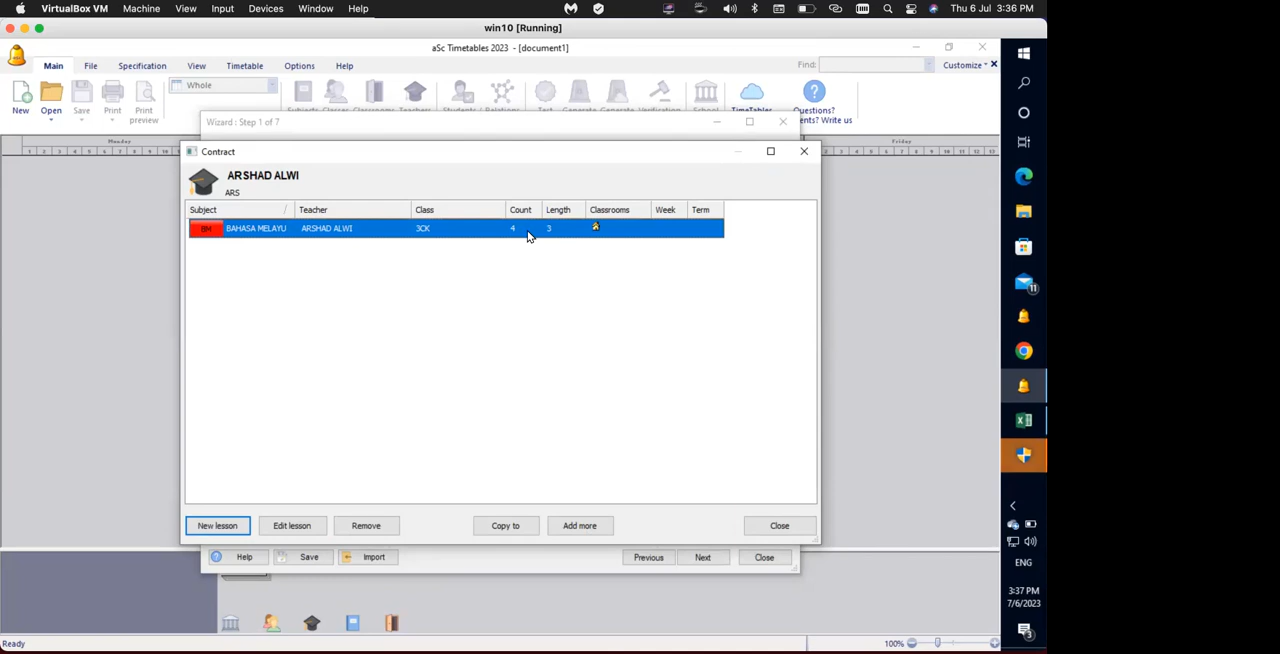 VirtualBox VM Machine View Input Devices Window Help Thu 6 Jul 3:36 PM
win10 [Running]
aSc Timetables 2023 - [document1]
Main File Specification View Timetable Options Help Find: Customize
Whole
New Open Save Print Print preview TimeTables Questions?
ents? Write us
Monday Friday
Wizard : Step 1 of 7
Contract
ARSHAD ALWI
ARS
Subject / Teacher Class Count Length Classrooms Week Term
BM BAHASA MELAYU ARSHAD ALWI 3CK 4 3
11
New lesson Edit lesson Remove Copy to Add more Close
Help Save Import Previous Next Close
ENG
3:37 PM
7/6/2023
3
Ready 100%